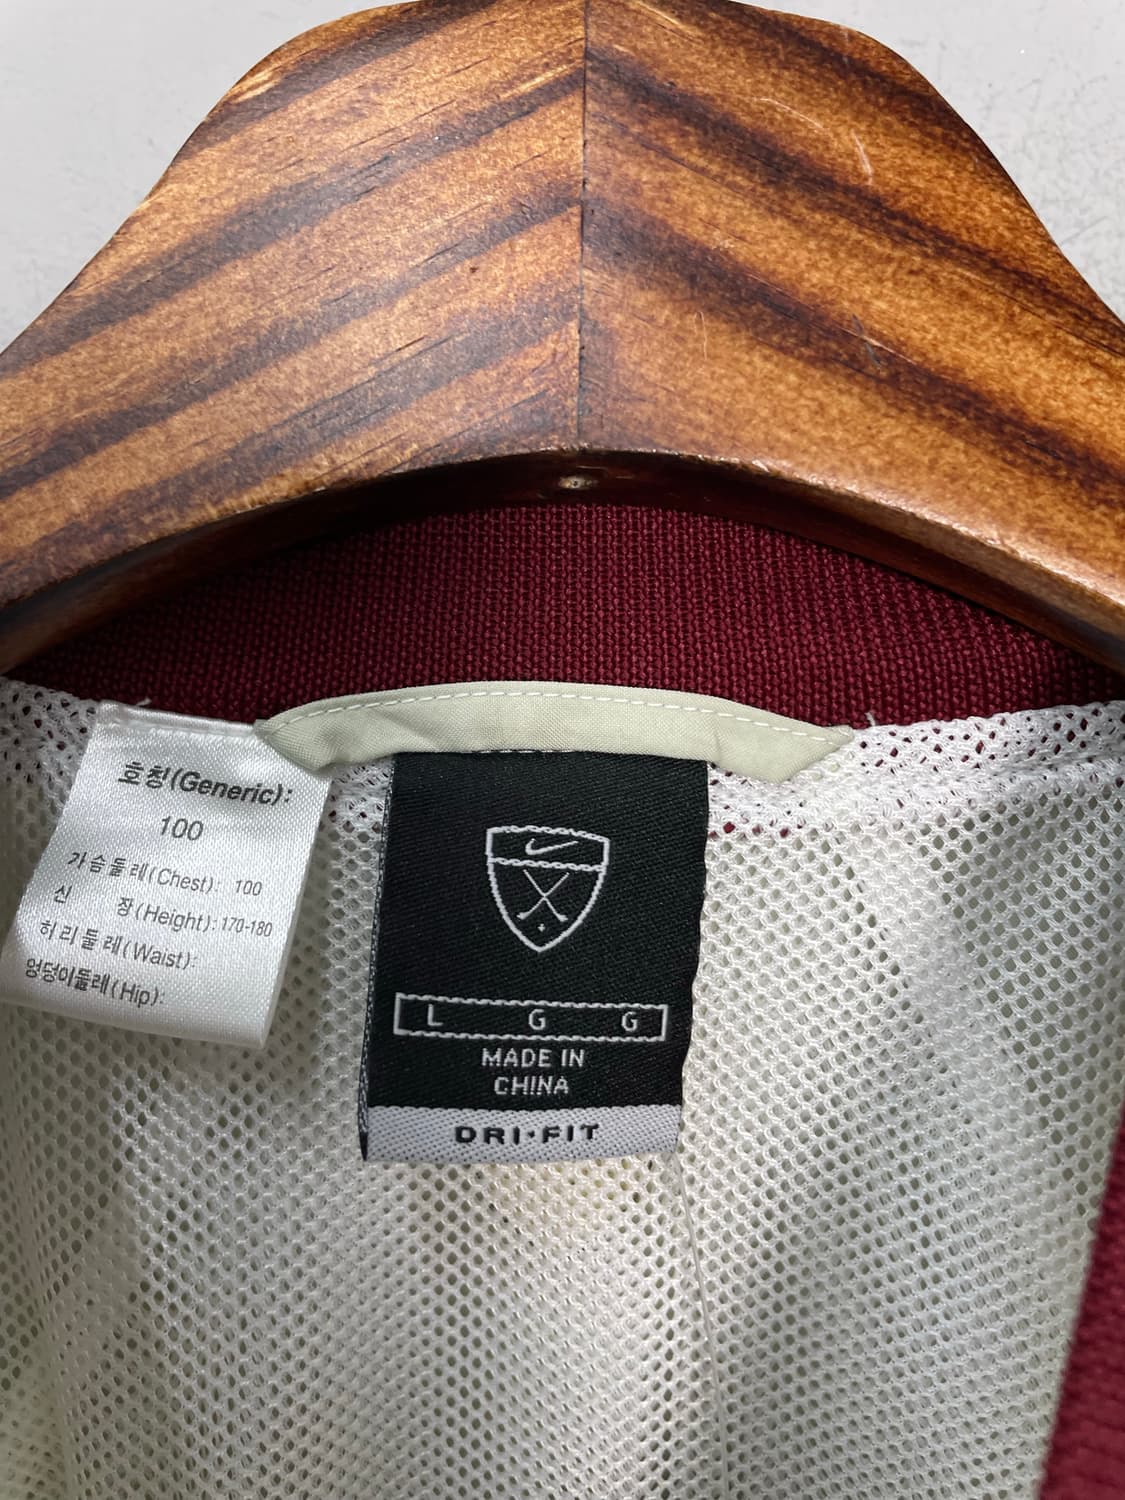 호칭(Generic):
100
가슴둘레(Chest): 100
신 장(Height): 170-180
허리둘레(Waist):
엉덩이둘레(Hip):
L G G
MADE IN
CHINA
DRI·FIT